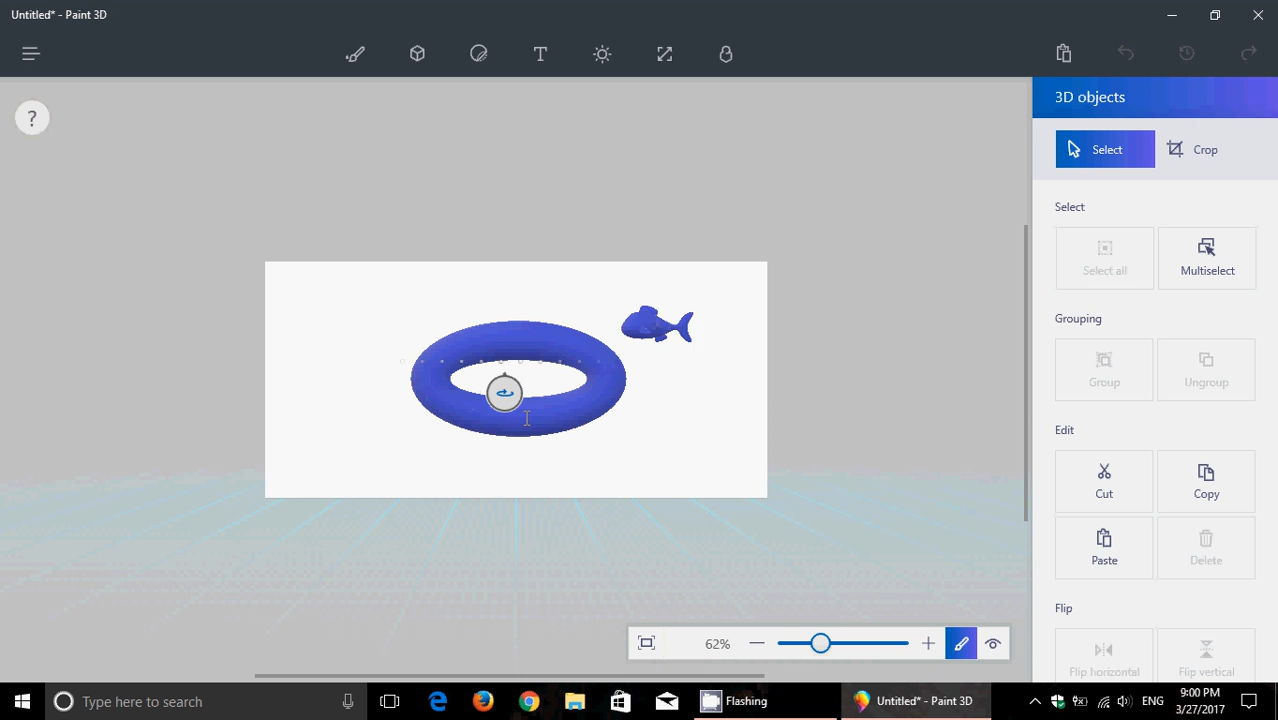 Untitled* - Paint 3D
?
3D objects
Select
Crop
Select
Select all
Multiselect
Grouping
Group
Ungroup
Edit
Cut
Copy
Paste
Delete
Flip
Flip horizontal
Flip vertical
62%
Type here to search
Flashing
Untitled* - Paint 3D
ENG
9:00 PM
3/27/2017